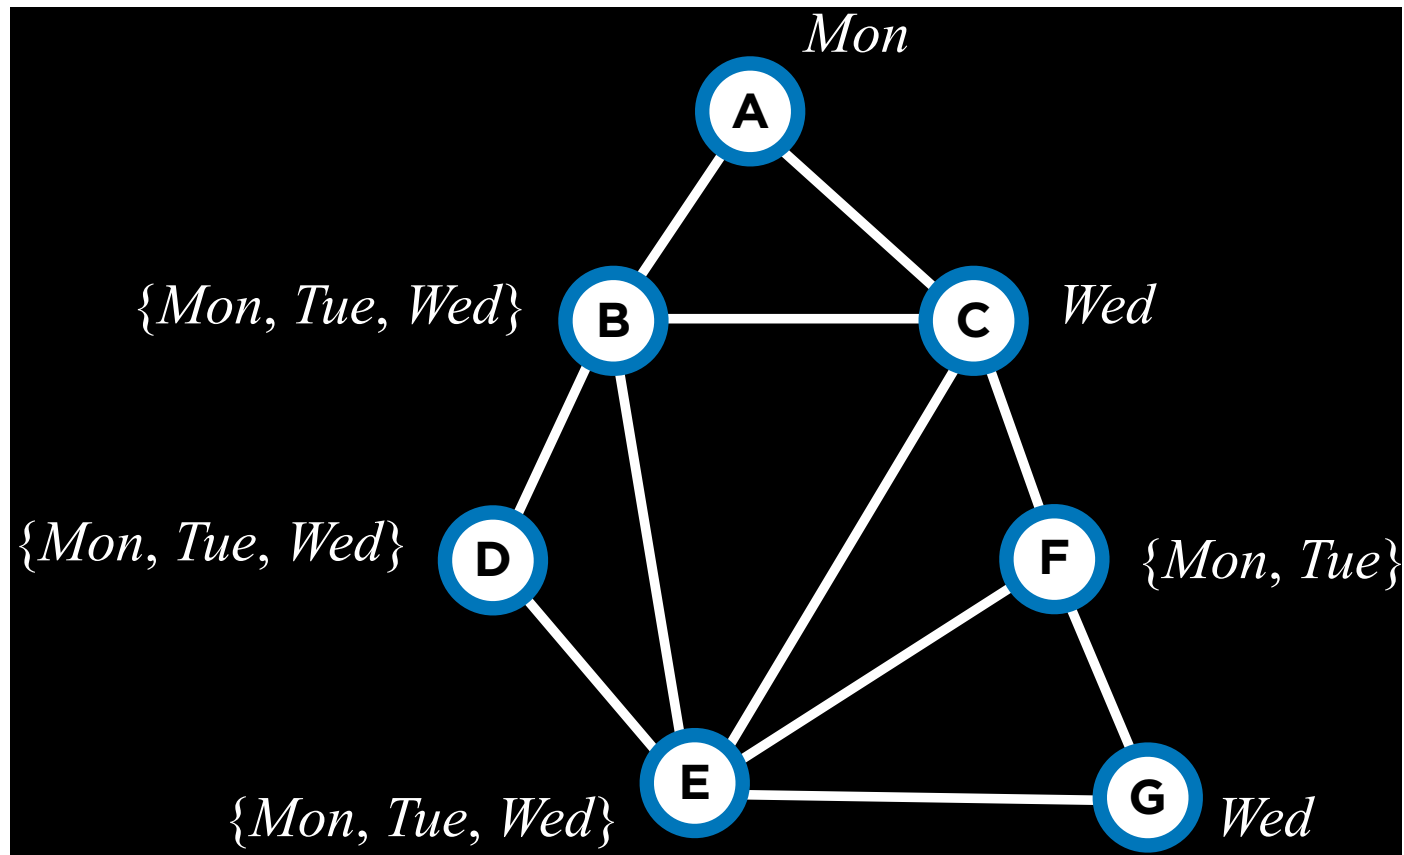 Mon
A
{Mon, Tue, Wed}
B
C
Wed
{Mon, Tue, Wed}
D
F
{Mon, Tue}
E
{Mon, Tue, Wed}
G
Wed